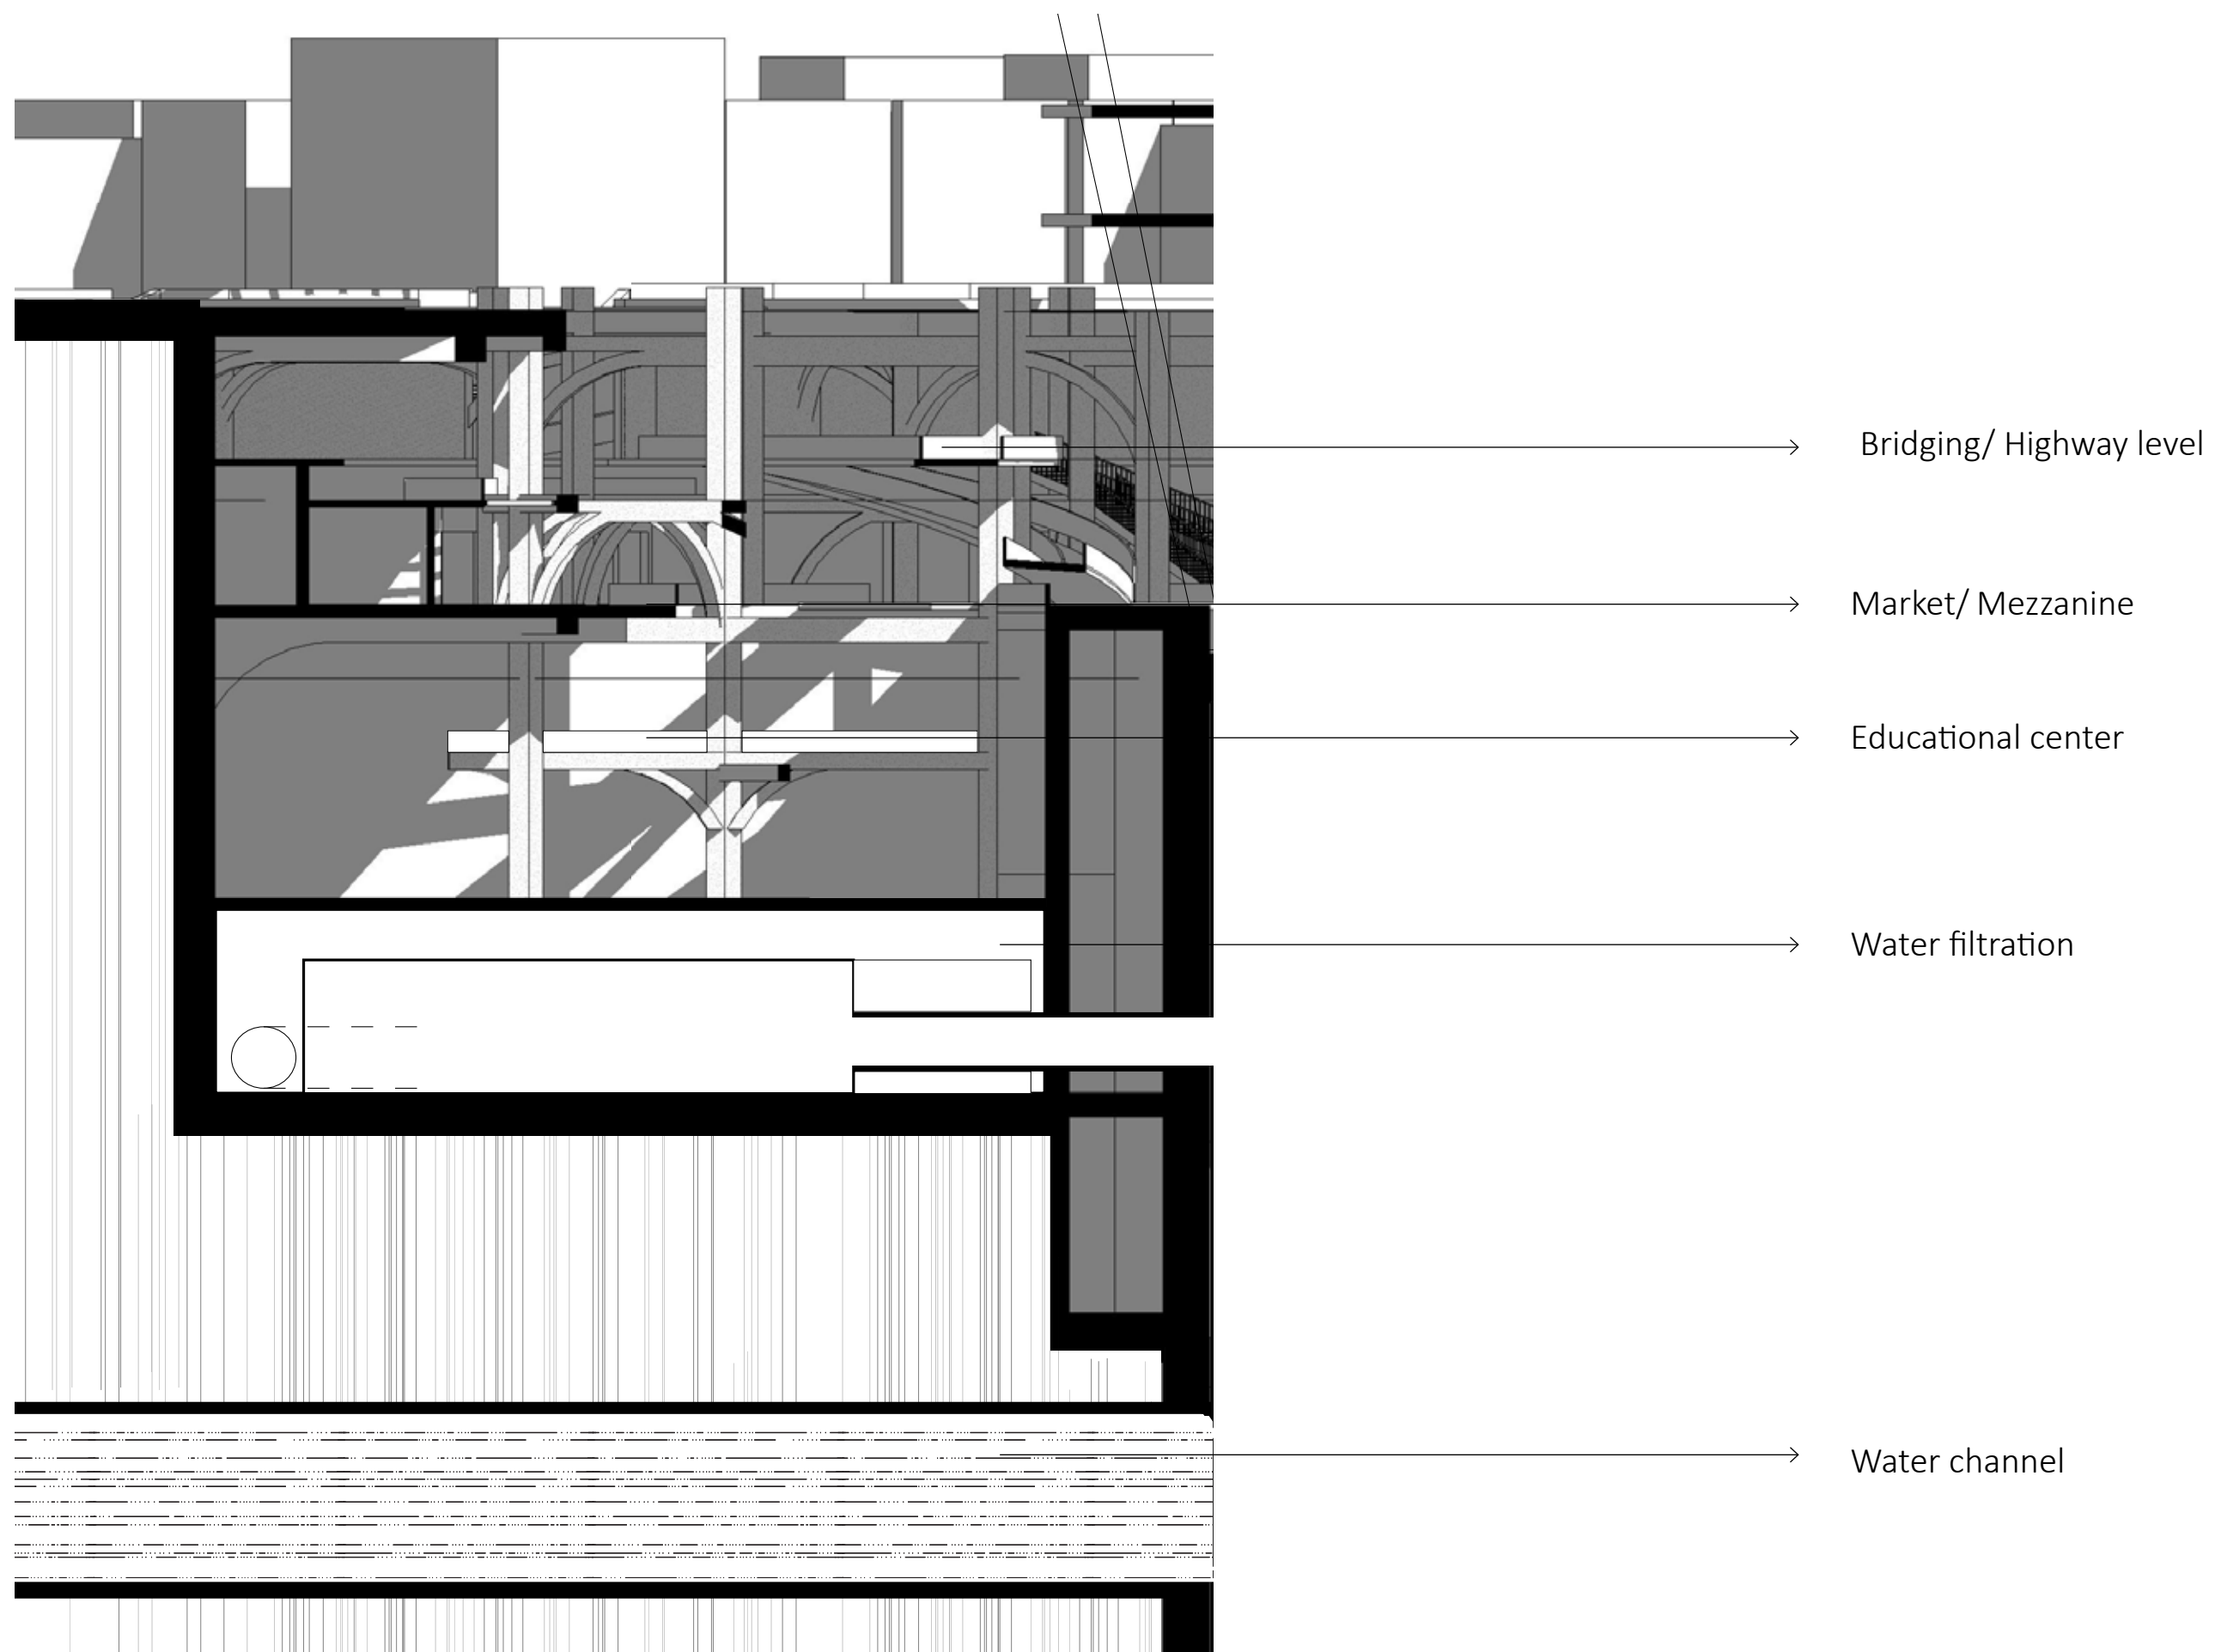 Bridging/ Highway level
Market/ Mezzanine
Educational center
Water filtration
Water channel